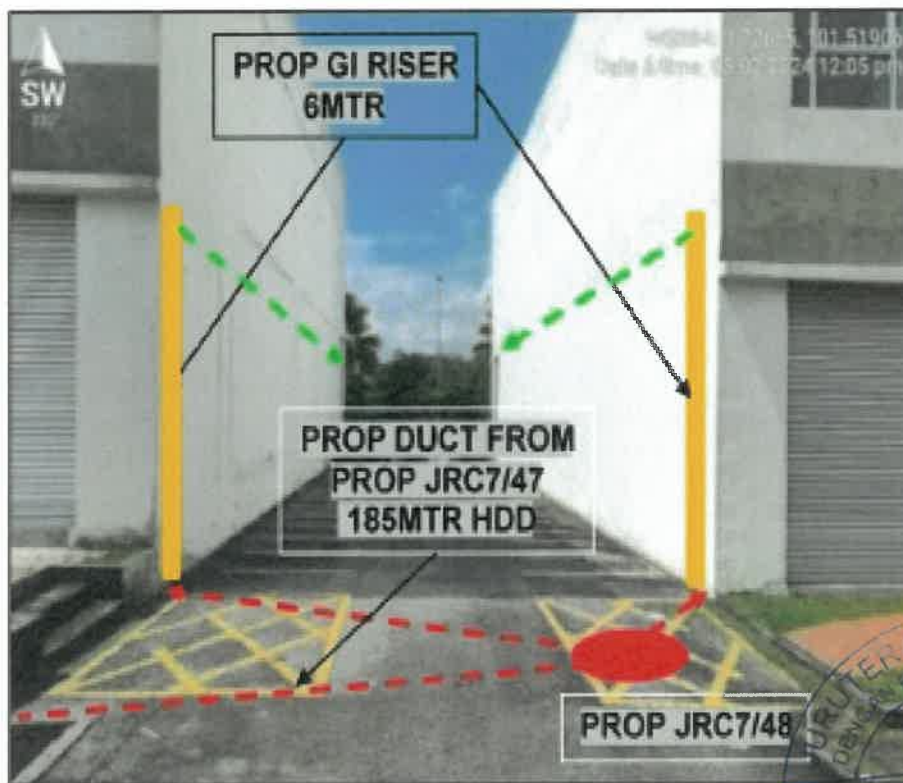 SW
PROP GI RISER
6MTR
PROP DUCT FROM
PROP JRC7/47
185MTR HDD
PROP JRC7/48